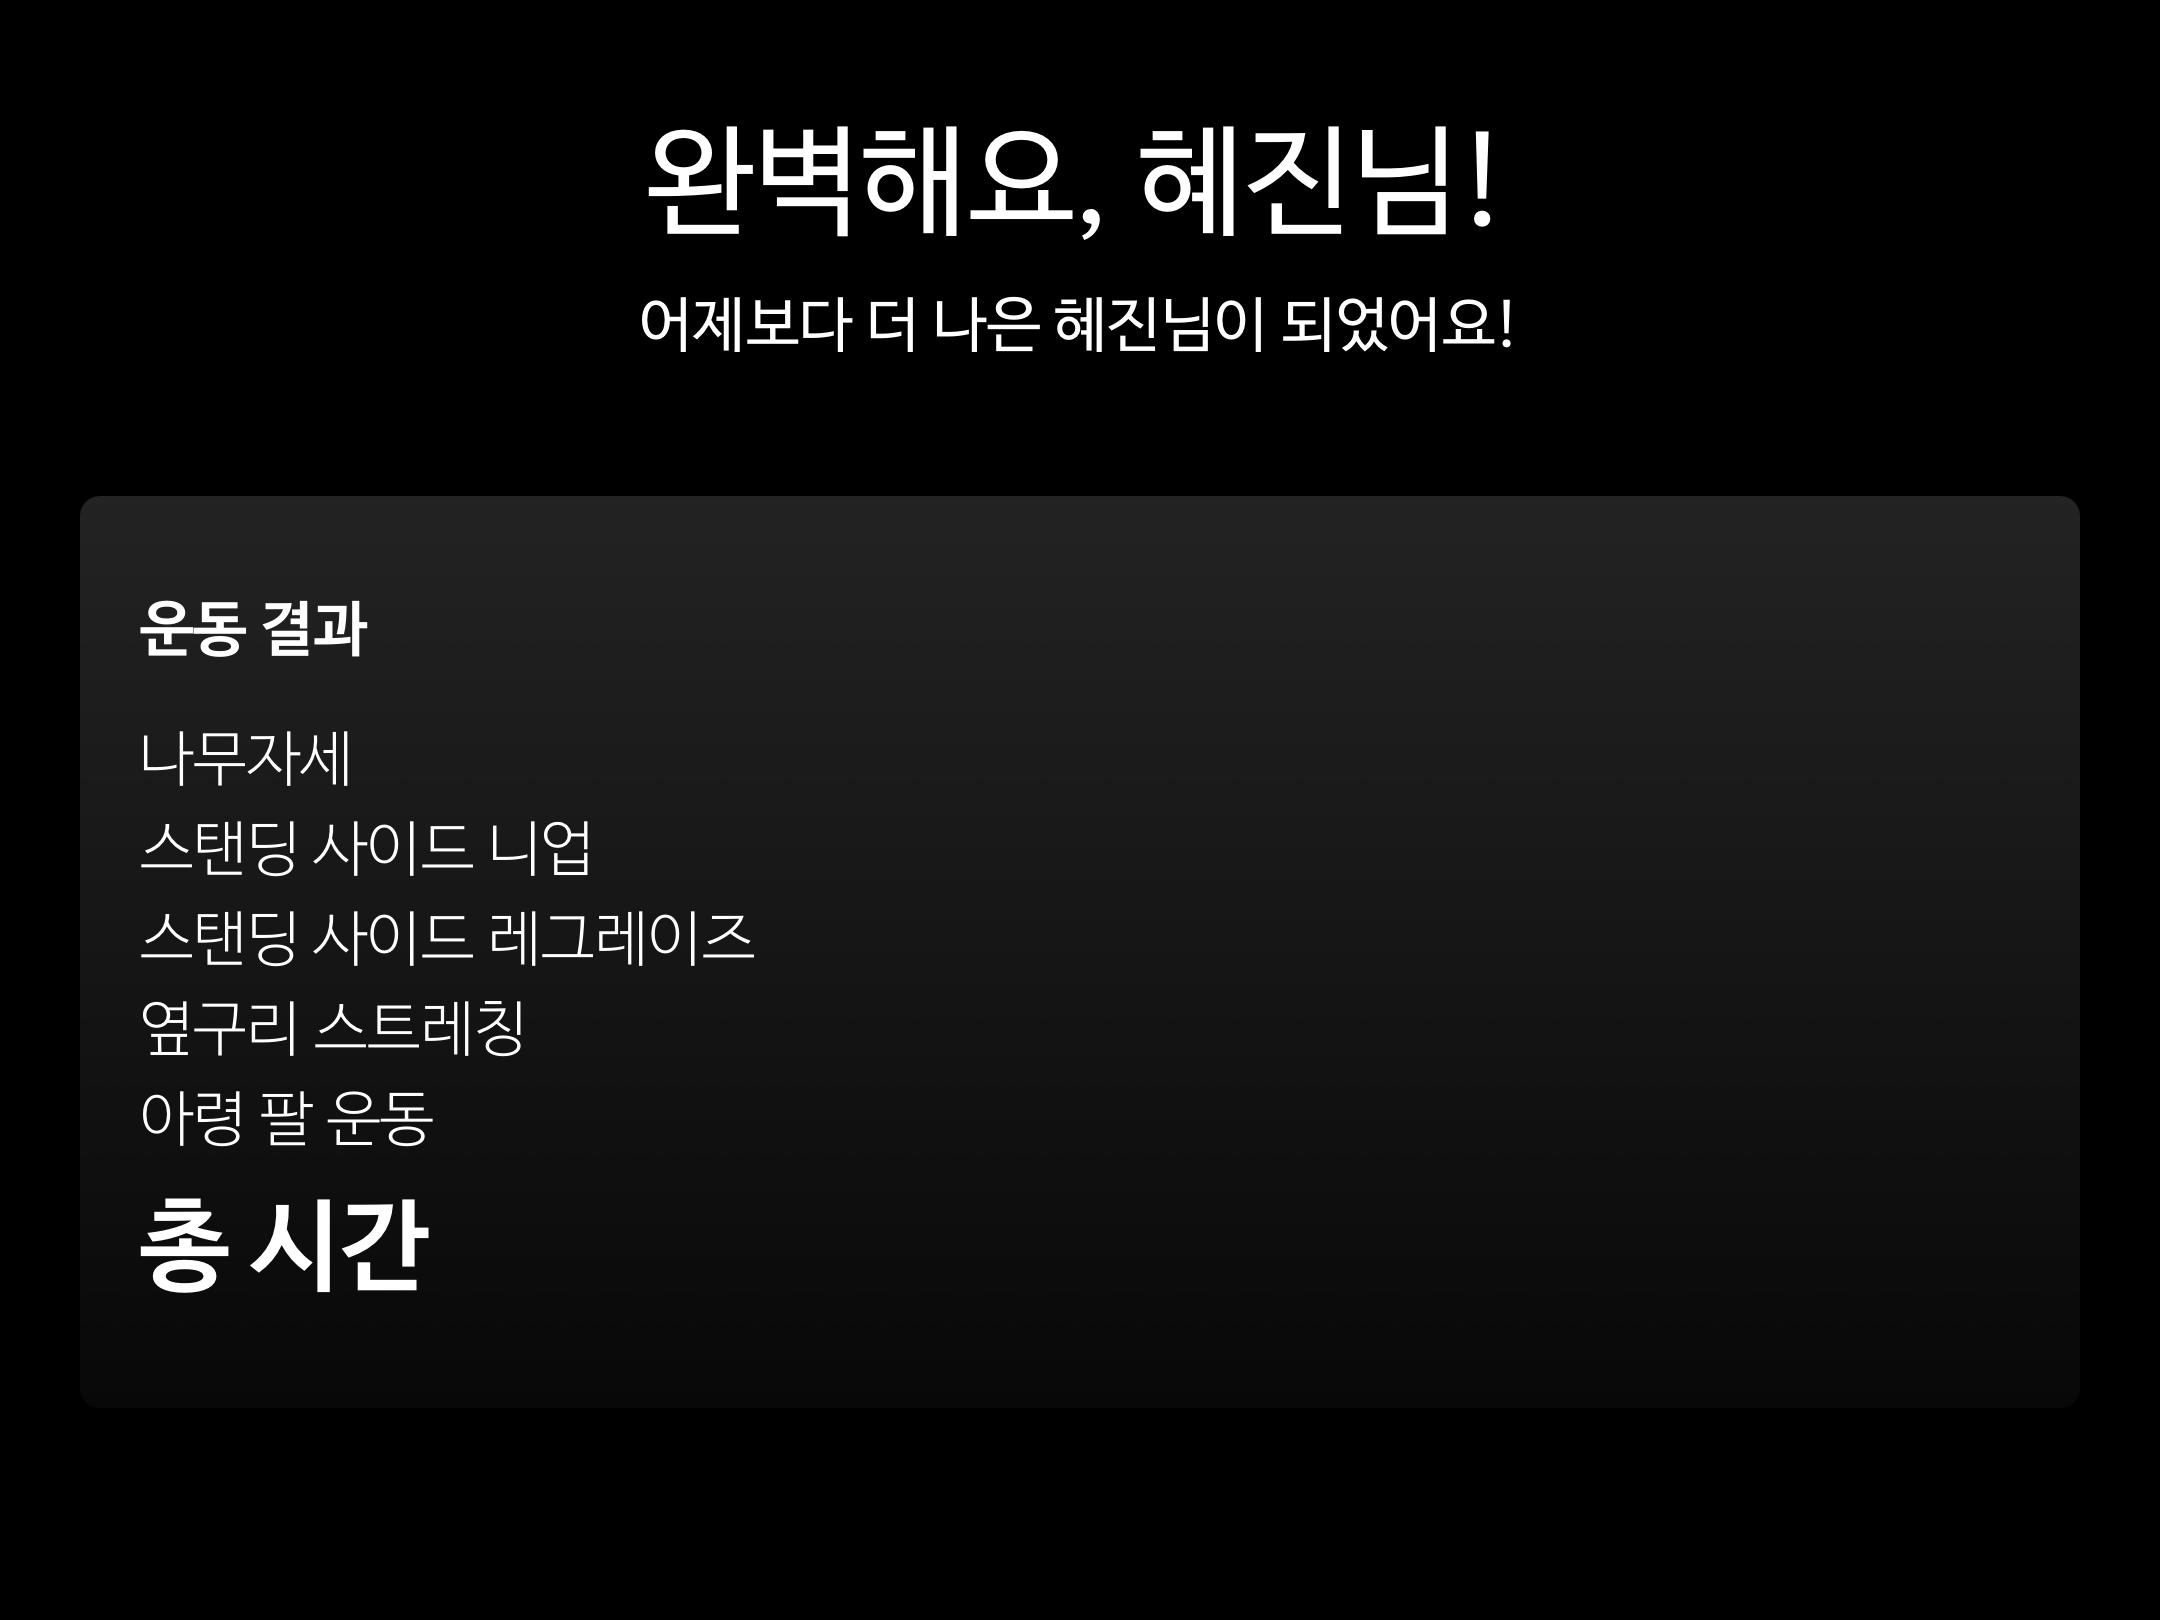 완벽해요, 혜진님!
어제보다 더 나은 혜진님이 되었어요!
운동 결과
나무자세
스탠딩 사이드 니업
스탠딩 사이드 레그레이즈
옆구리 스트레칭
아령 팔 운동
총 시간